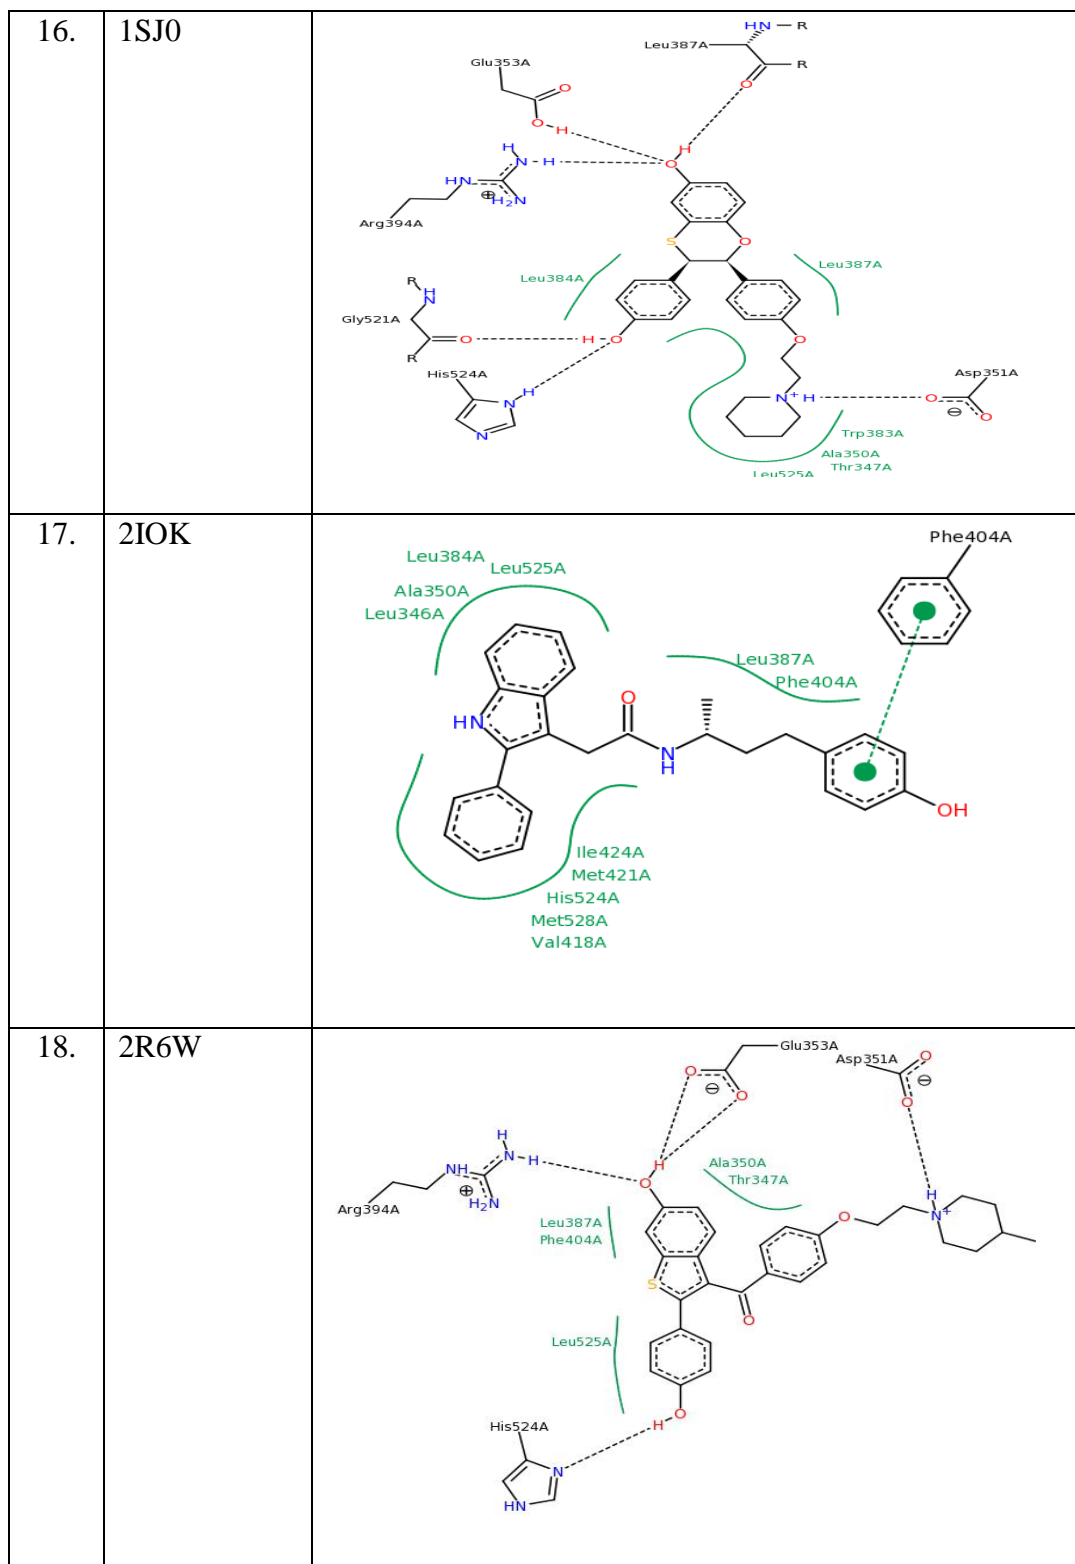 16.
1SJ0
HN
R
Leu387A
R
O
Glu353A
O
O
H
H
O
H
N
H
HN
⊕
H₂N
Arg394A
S
O
Leu384A
Leu387A
R
H
N
Gly521A
O
H
O
R
O
His524A
H
N
N
N⁺
H
Asp351A
O
⊖
O
Trp383A
Ala350A
Thr347A
Leu525A
17.
2IOK
Phe404A
Leu384A
Leu525A
Ala350A
Leu346A
Leu387A
Phe404A
O
HN
N
H
OH
Ile424A
Met421A
His524A
Met528A
Val418A
18.
2R6W
Glu353A
Asp351A
O
O
⊖
O
⊖
O
H
N
H
NH
⊕
H₂N
Arg394A
H
O
Ala350A
Thr347A
H
N⁺
O
Leu387A
Phe404A
S
O
Leu525A
O
H
His524A
N
HN